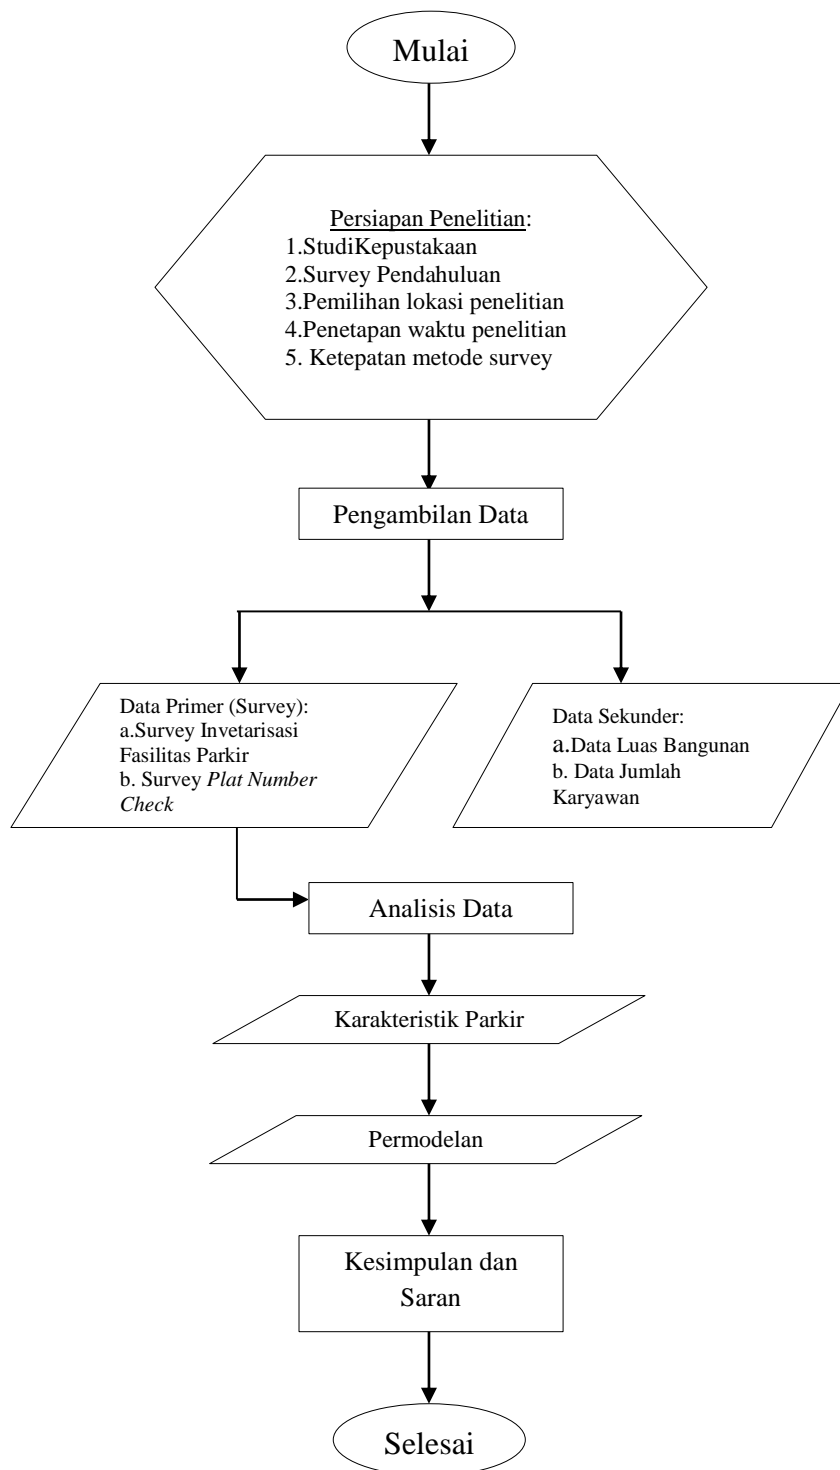 Mulai
Persiapan Penelitian:
1.StudiKepustakaan
2.Survey Pendahuluan
3.Pemilihan lokasi penelitian
4.Penetapan waktu penelitian
5. Ketepatan metode survey
Pengambilan Data
Data Primer (Survey):
a.Survey Invetarisasi
Fasilitas Parkir
b. Survey Plat Number
Check
Data Sekunder:
a.Data Luas Bangunan
b. Data Jumlah
Karyawan
Analisis Data
Karakteristik Parkir
Permodelan
Kesimpulan dan
Saran
Selesai